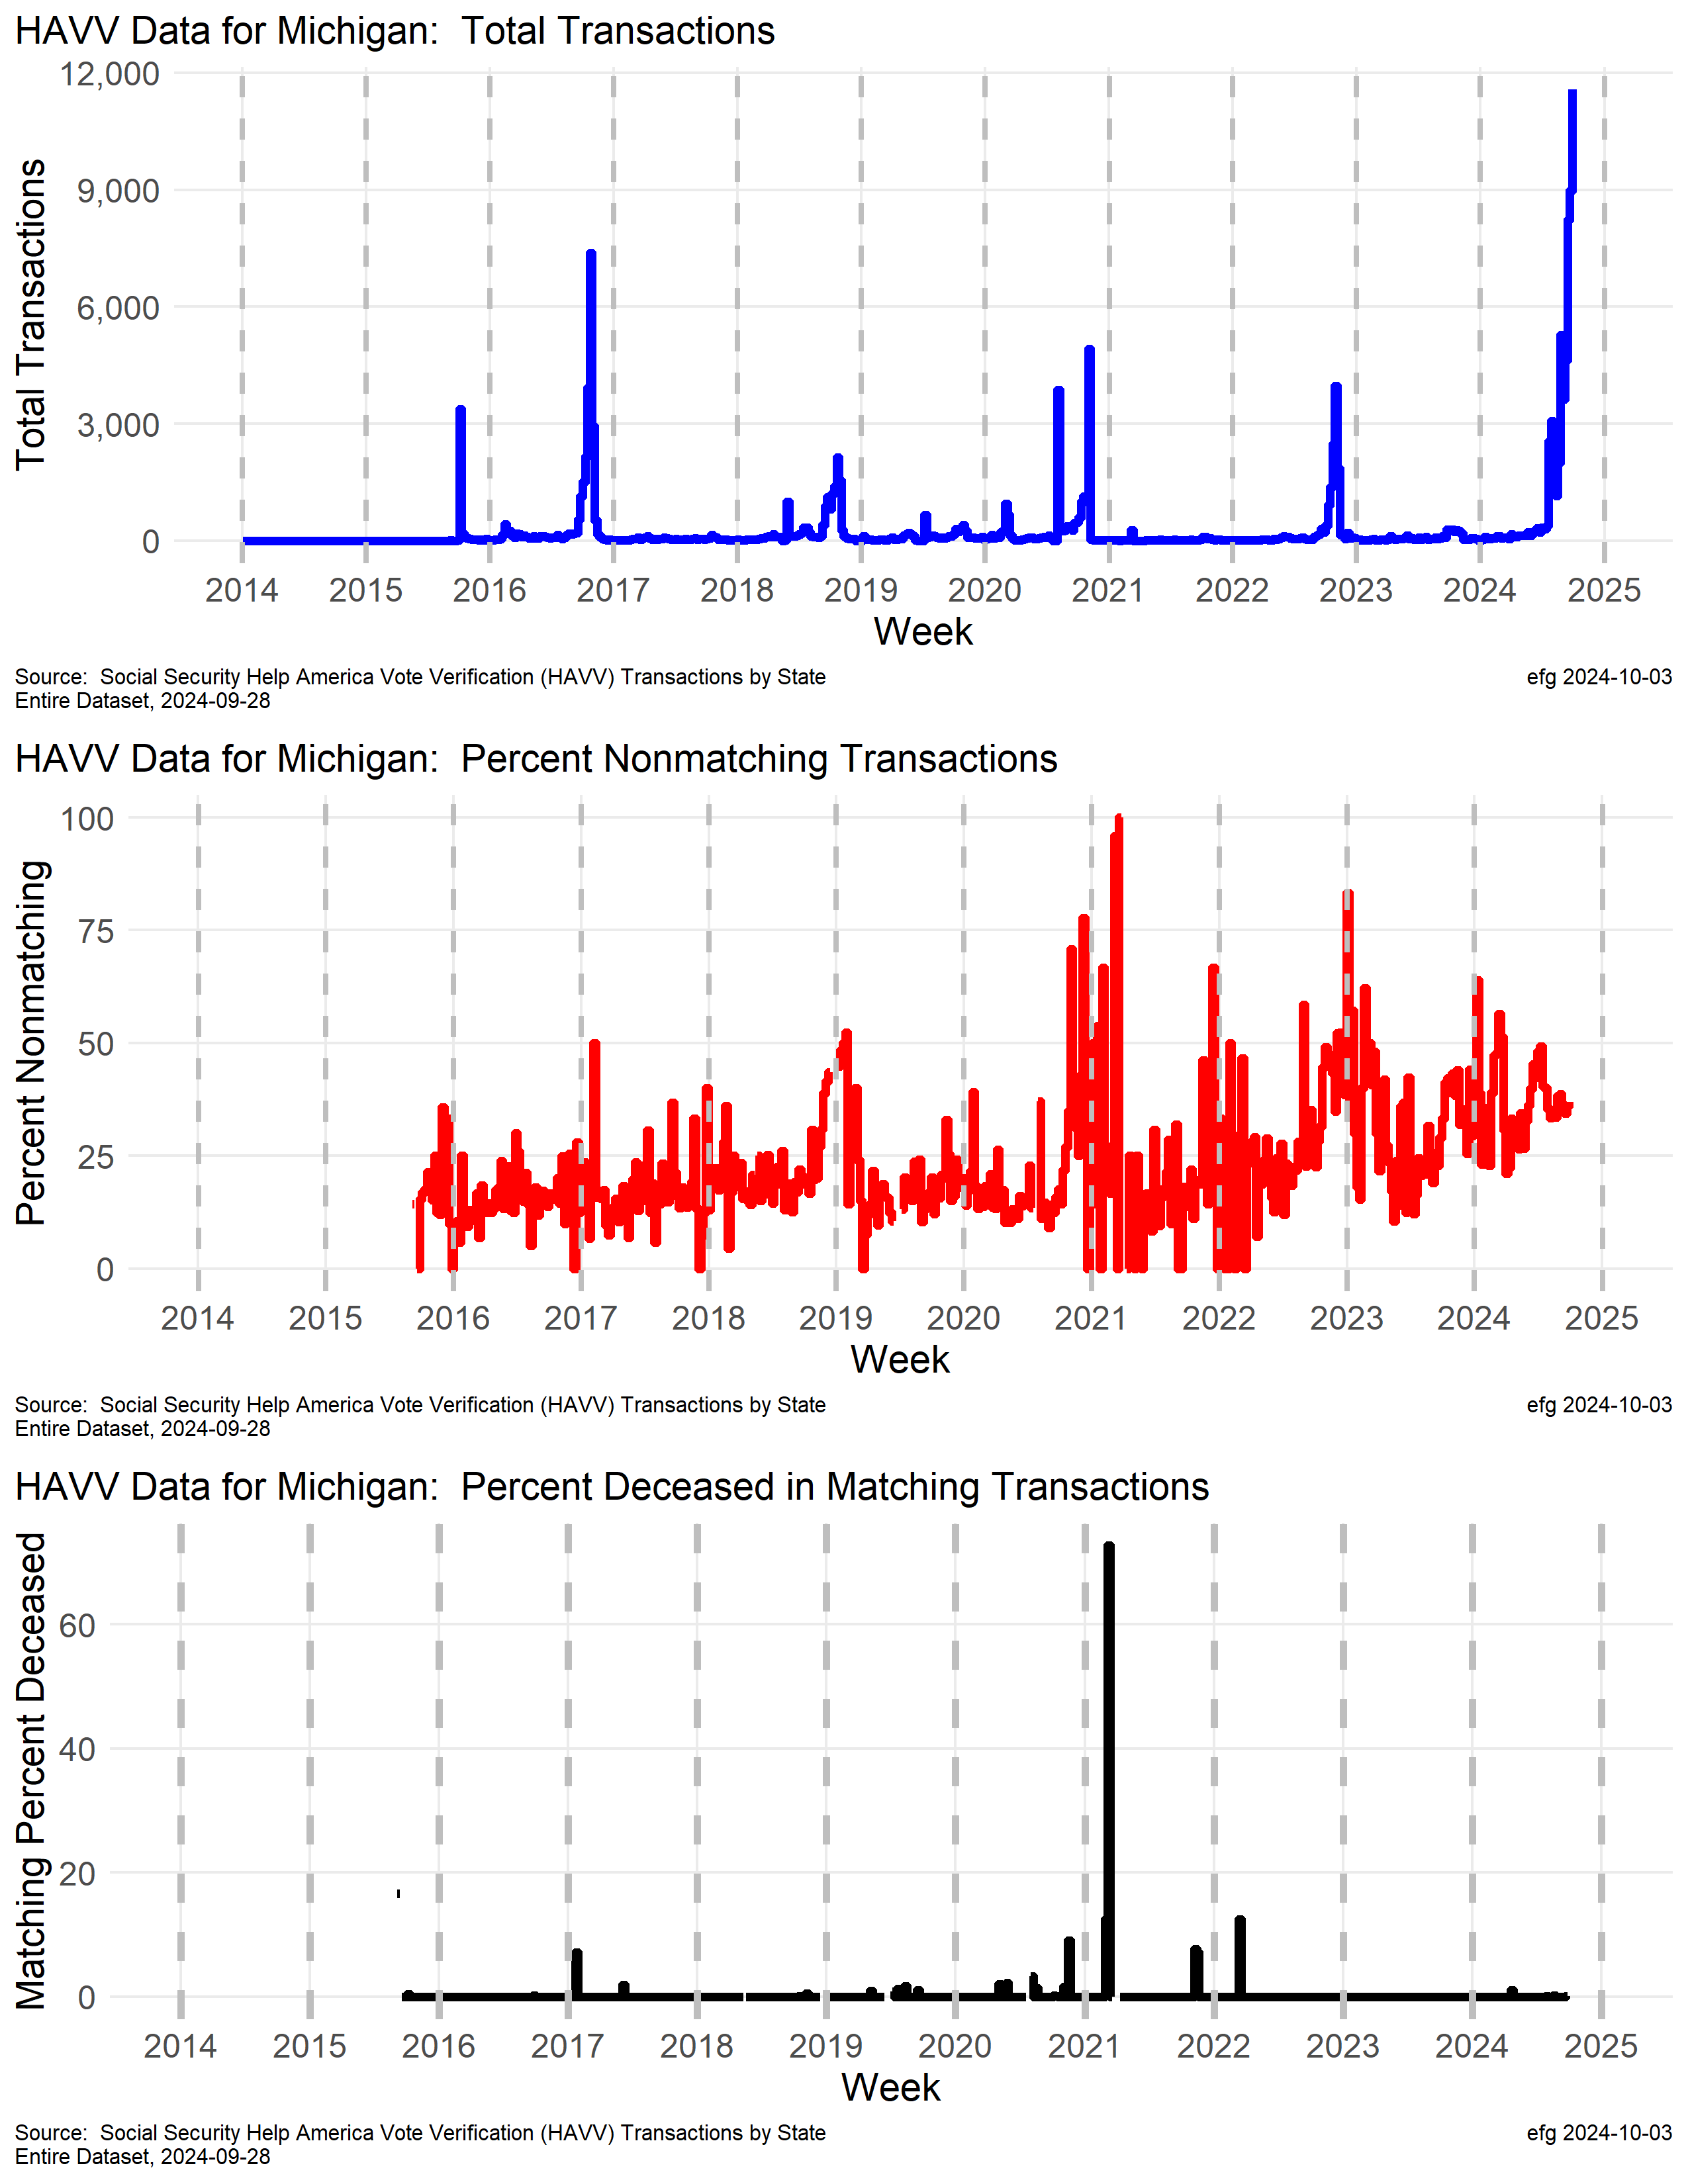 HAVV Data for Michigan:  Total Transactions
Total Transactions
12,000
9,000
6,000
3,000
0
2014 2015 2016 2017 2018 2019 2020 2021 2022 2023 2024 2025
Week
Source:  Social Security Help America Vote Verification (HAVV) Transactions by State
Entire Dataset, 2024-09-28
efg 2024-10-03
HAVV Data for Michigan:  Percent Nonmatching Transactions
Percent Nonmatching
100
75
50
25
0
2014 2015 2016 2017 2018 2019 2020 2021 2022 2023 2024 2025
Week
Source:  Social Security Help America Vote Verification (HAVV) Transactions by State
Entire Dataset, 2024-09-28
efg 2024-10-03
HAVV Data for Michigan:  Percent Deceased in Matching Transactions
Matching Percent Deceased
60
40
20
0
2014 2015 2016 2017 2018 2019 2020 2021 2022 2023 2024 2025
Week
Source:  Social Security Help America Vote Verification (HAVV) Transactions by State
Entire Dataset, 2024-09-28
efg 2024-10-03